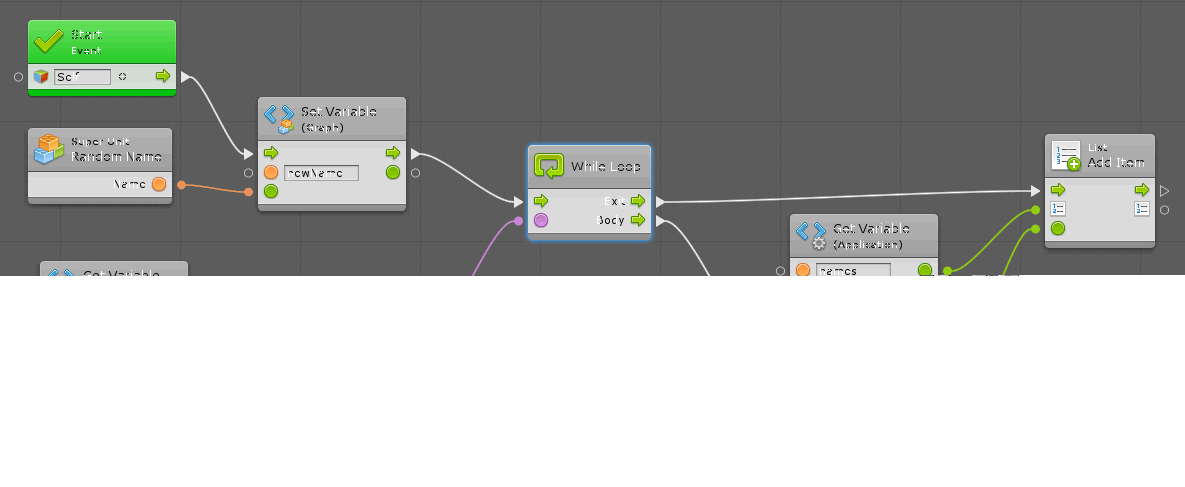 Start
Event
Self
Super Unit
Random Name
Name
Set Variable
(Graph)
newName
While Loop
Exit
Body
Get Variable
(Application)
names
List
Add Item
Get Variable